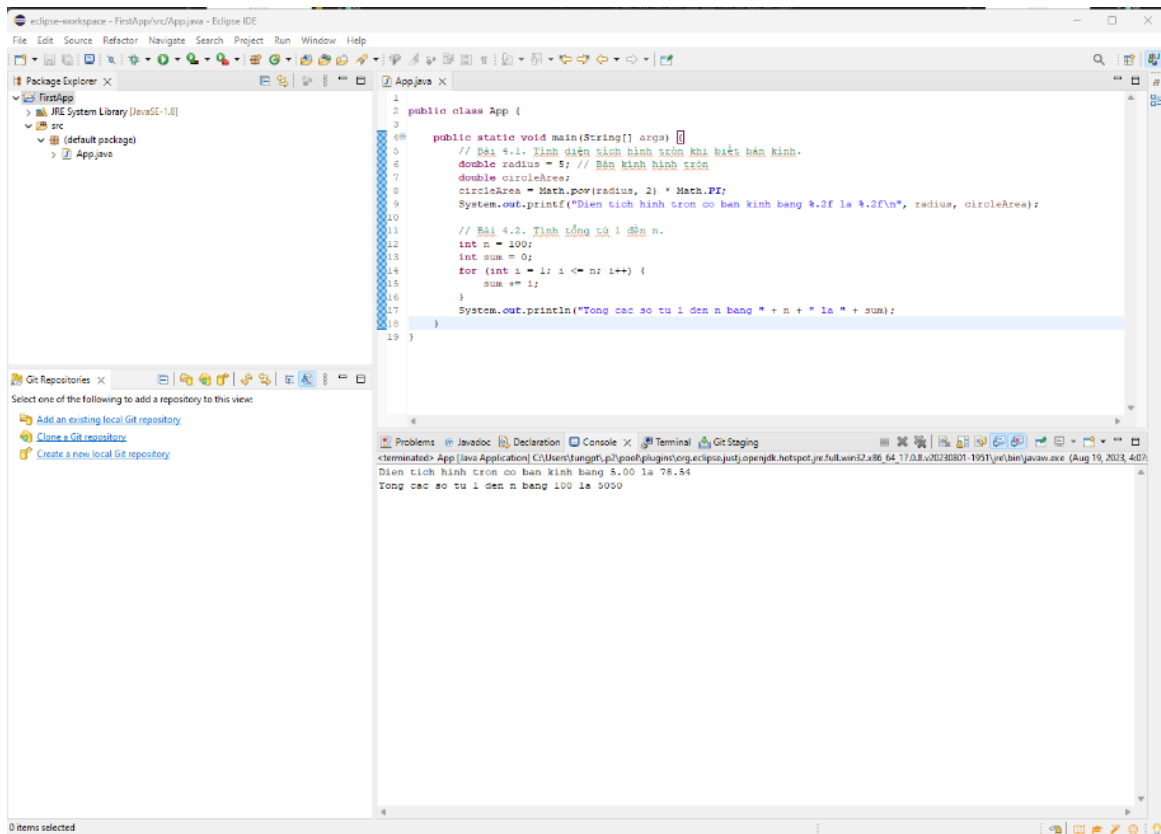 eclipse-workspace - FirstApp/src/App.java - Eclipse IDE
File Edit Source Refactor Navigate Search Project Run Window Help
Package Explorer
FirstApp
JRE System Library [JavaSE-1.8]
src
(default package)
App.java
App.java
1
2 public class App {
3
4 public static void main(String[] args) {
5 // Bài 4.1. Tính diện tích hình tròn khi biết bán kính.
6 double radius = 5; // Bán kính hình tròn
7 double circleArea;
8 circleArea = Math.pow(radius, 2) * Math.PI;
9 System.out.printf("Dien tich hinh tron co ban kinh bang %.2f la %.2f\n", radius, circleArea);
10
11 // Bài 4.2. Tính tổng từ 1 đến n.
12 int n = 100;
13 int sum = 0;
14 for (int i = 1; i <= n; i++) {
15 sum += i;
16 }
17 System.out.println("Tong cac so tu 1 den n bang " + n + " la " + sum);
18 }
19 }
Git Repositories
Select one of the following to add a repository to this view:
Add an existing local Git repository
Clone a Git repository
Create a new local Git repository
Problems Javadoc Declaration Console Terminal Git Staging
<terminated> App [Java Application] C:\Users\tungpt\.p2\pool\plugins\org.eclipse.justj.openjdk.hotspot.jre.full.win32.x86_64_17.0.8.v20230801-1951\jre\bin\javaw.exe (Aug 19, 2023, 4:07:
Dien tich hinh tron co ban kinh bang 5.00 la 78.54
Tong cac so tu 1 den n bang 100 la 5050
0 items selected